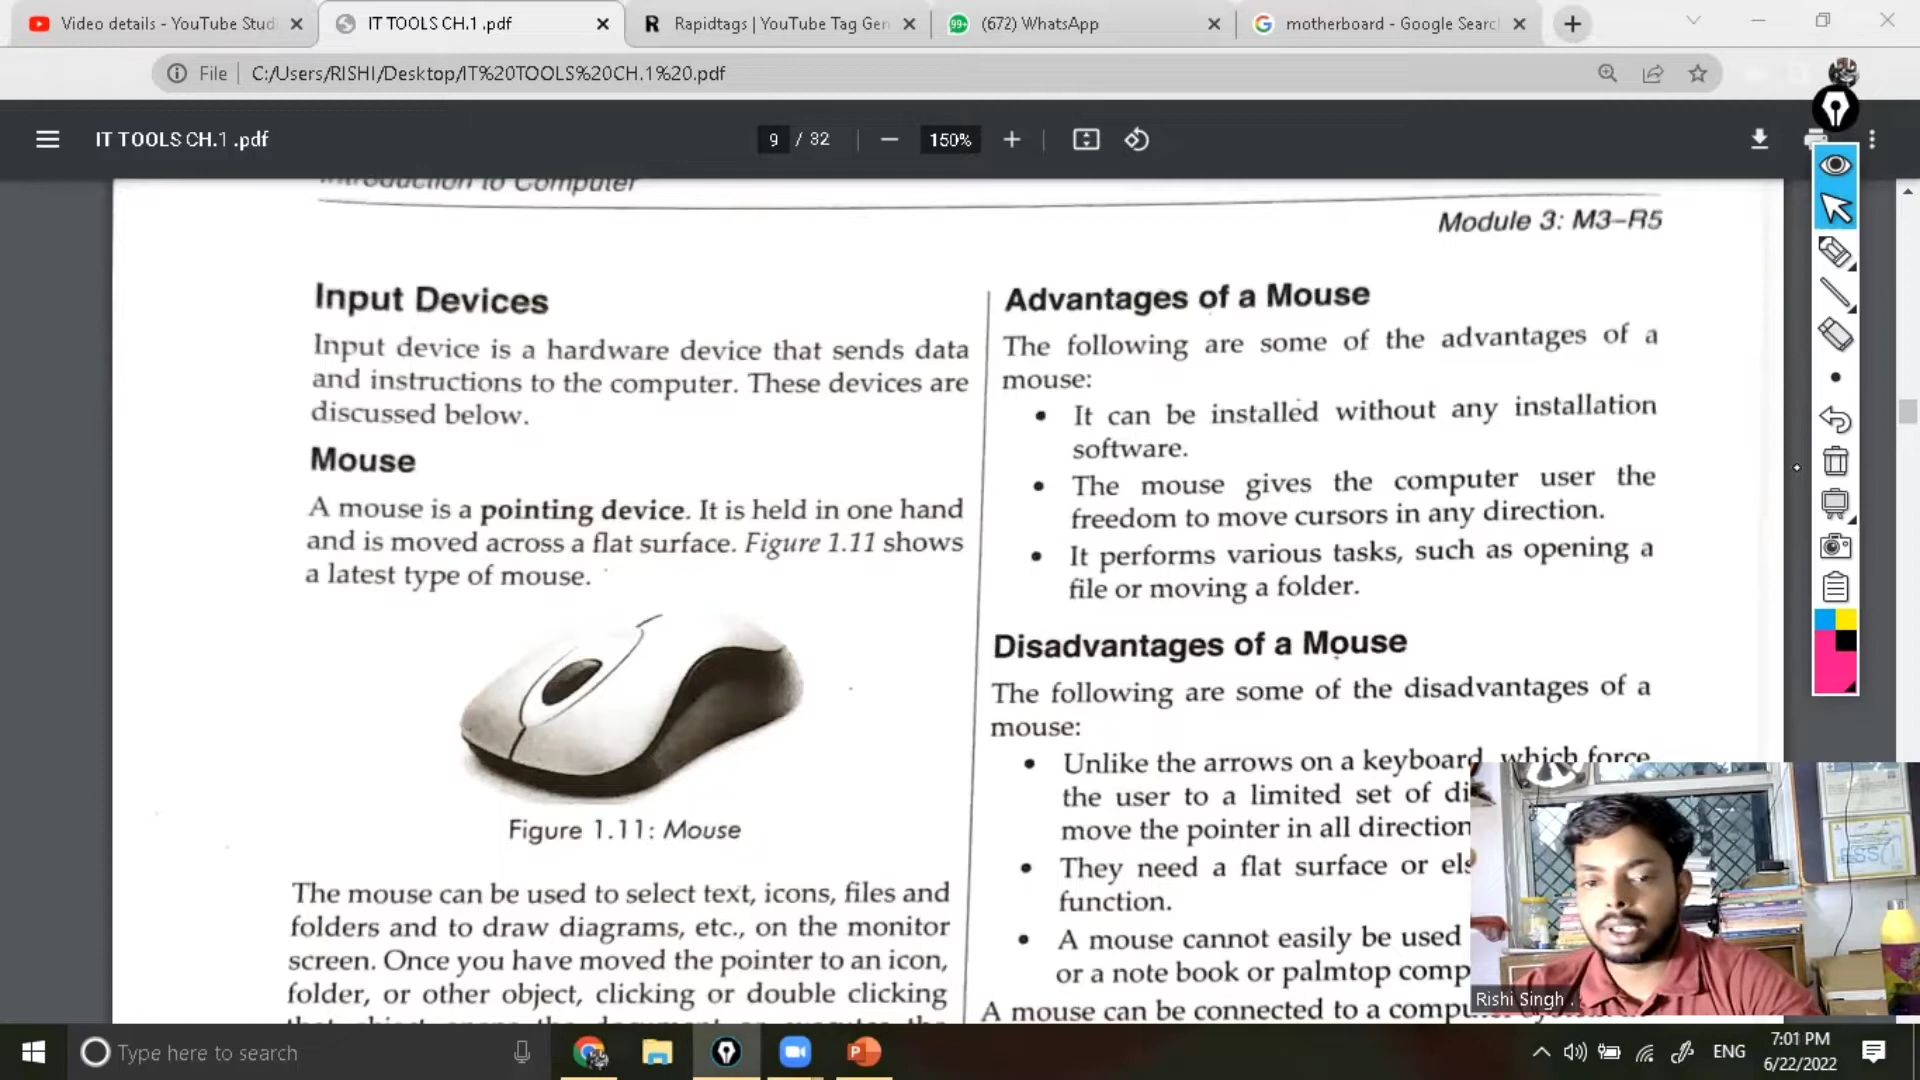 Video details - YouTube Studi
IT TOOLS CH.1 .pdf
Rapidtags | YouTube Tag Gen
99+
(672) WhatsApp
motherboard - Google Searc
File
C:/Users/RISHI/Desktop/IT%20TOOLS%20CH.1%20.pdf
IT TOOLS CH.1 .pdf
9 / 32
150%
Introduction to Computer
Module 3: M3–R5
Input Devices
Input device is a hardware device that sends data
and instructions to the computer. These devices are
discussed below.
Mouse
A mouse is a pointing device. It is held in one hand
and is moved across a flat surface. Figure 1.11 shows
a latest type of mouse.
Figure 1.11: Mouse
The mouse can be used to select text, icons, files and
folders and to draw diagrams, etc., on the monitor
screen. Once you have moved the pointer to an icon,
folder, or other object, clicking or double clicking
Advantages of a Mouse
The following are some of the advantages of a
mouse:
• It can be installed without any installation
software.
• The mouse gives the computer user the
freedom to move cursors in any direction.
• It performs various tasks, such as opening a
file or moving a folder.
Disadvantages of a Mouse
The following are some of the disadvantages of a
mouse:
• Unlike the arrows on a keyboard, which force
the user to a limited set of di
move the pointer in all direction
• They need a flat surface or els
function.
• A mouse cannot easily be used
or a note book or palmtop comp
A mouse can be connected to a comput
Rishi Singh .
Type here to search
ENG
7:01 PM
6/22/2022